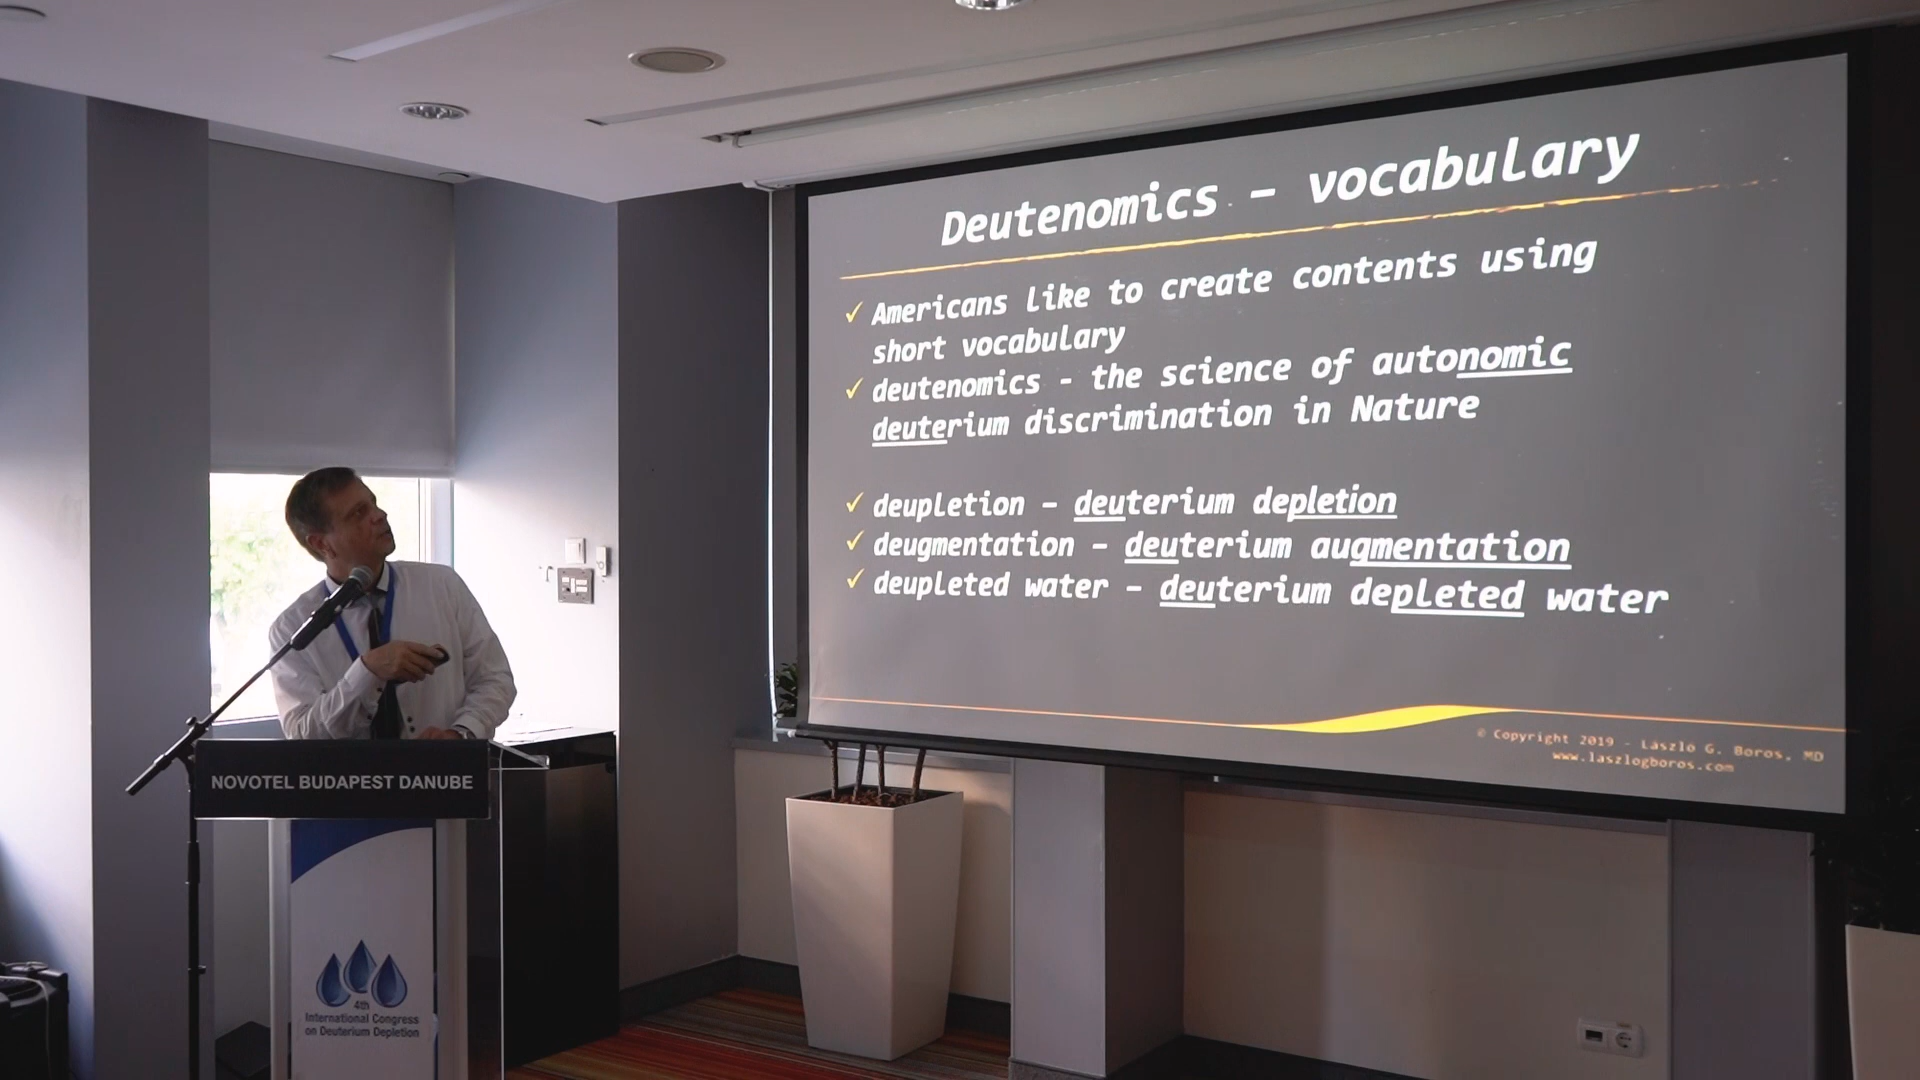 Deutenomics – vocabulary
✓ Americans like to create contents using
short vocabulary
✓ deutenomics - the science of autonomic
deuterium discrimination in Nature
✓ deupletion – deuterium depletion
✓ deugmentation – deuterium augmentation
✓ deupleted water – deuterium depleted water
© Copyright 2019 - Laszlo G. Boros, MD
www.laszlogboros.com
NOVOTEL BUDAPEST DANUBE
4th
International Congress
on Deuterium Depletion